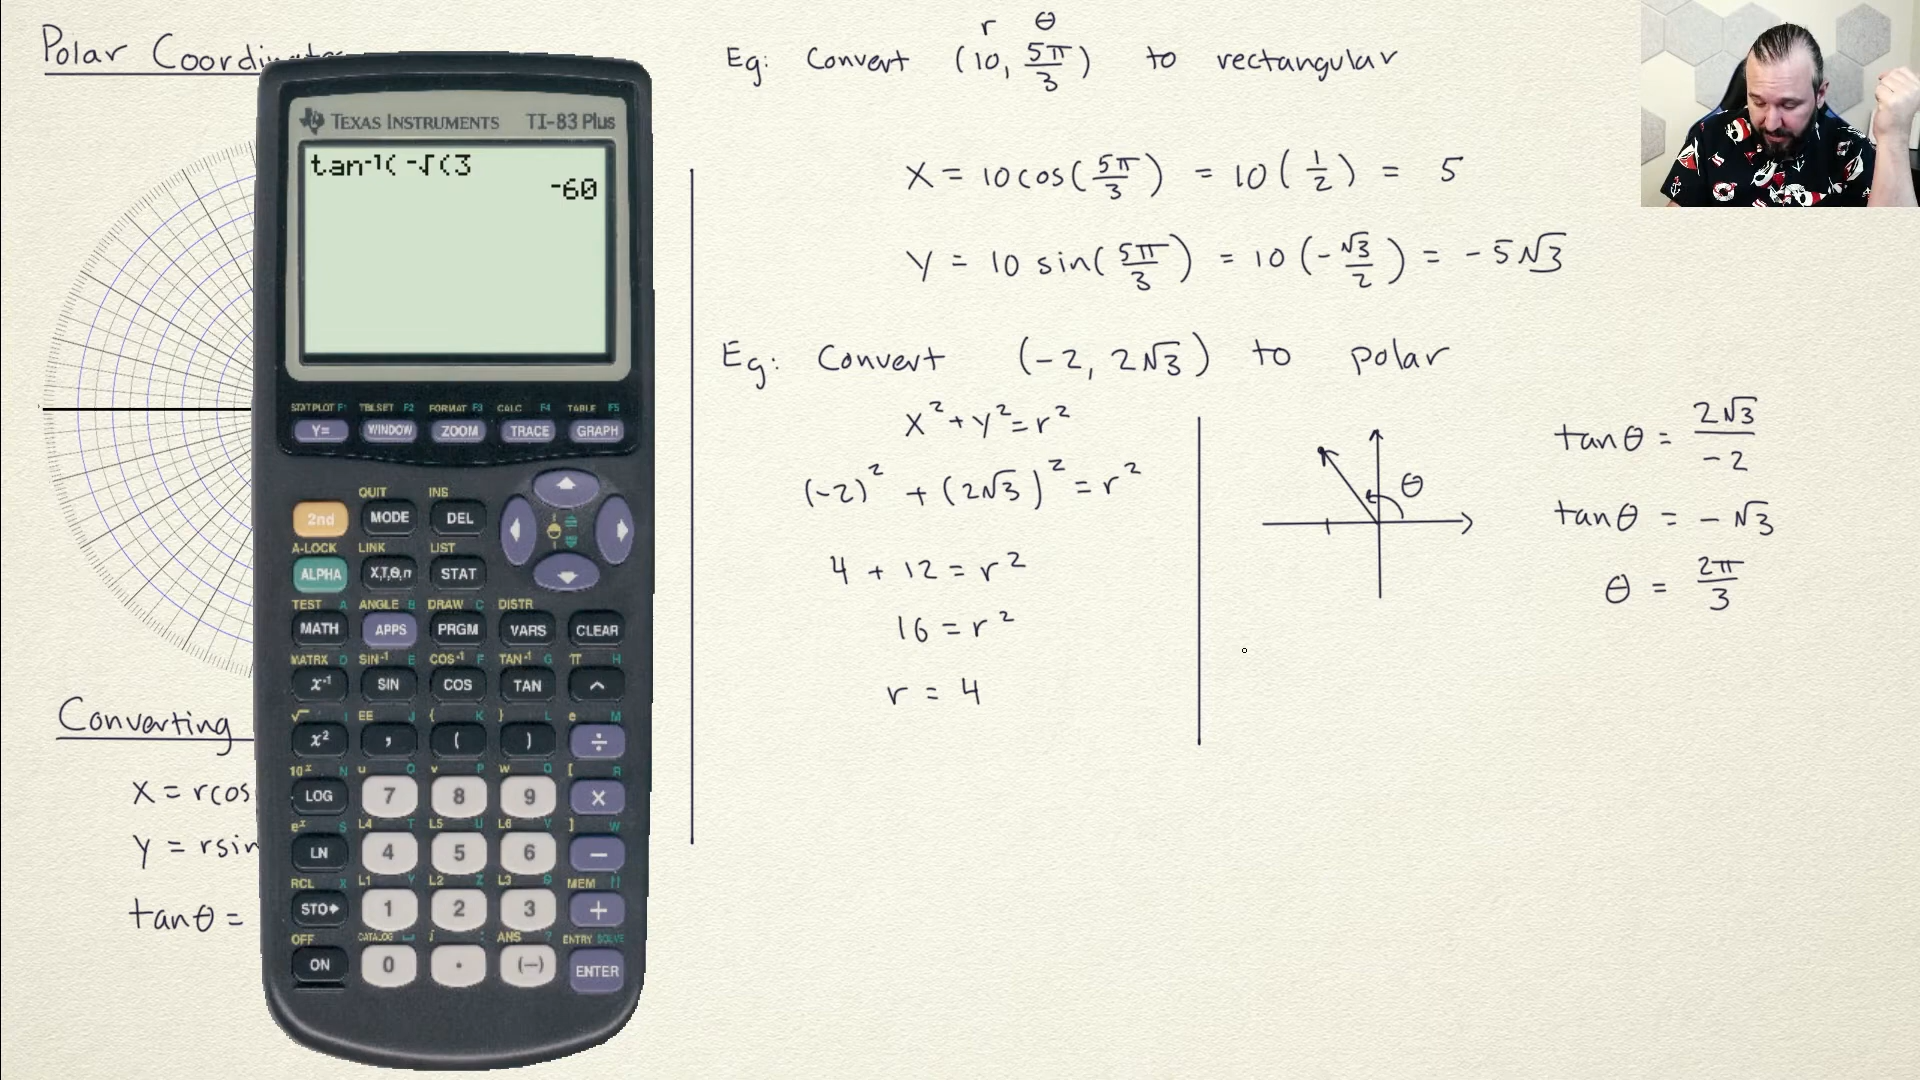 Polar
r θ
Eg: Convert (10, 5π/3) to rectangular
X = 10cos(5π/3) = 10(1/2) = 5
Y = 10 sin(5π/3) = 10(-√3/2) = -5√3
Eg: Convert (-2, 2√3) to polar
X² + y² = r²
(-2)² + (2√3)² = r²
4 + 12 = r²
16 = r²
r = 4
θ
tanθ = 2√3/-2
tanθ = -√3
θ = 2π/3
Converting
X = rcos
Y = rsin
tanθ =
TEXAS INSTRUMENTS TI-83 Plus
tan⁻¹(-√(3
-60
STAT PLOT F1 TBLSET F2 FORMAT F3 CALC F4 TABLE F5
Y= WINDOW ZOOM TRACE GRAPH
QUIT INS
2nd MODE DEL
A-LOCK LINK LIST
ALPHA X,T,θ,n STAT
TEST A ANGLE B DRAW C DISTR
MATH APPS PRGM VARS CLEAR
MATRX D SIN⁻¹ E COS⁻¹ F TAN⁻¹ G π H
x⁻¹ SIN COS TAN ^
√ I EE J { K } L e M
x² , ( ) ÷
10ˣ N u O v P w Q [ R
LOG 7 8 9 ×
eˣ S L4 T L5 U L6 V ] W
LN 4 5 6 −
RCL X L1 Y L2 Z L3 θ MEM "
STO▸ 1 2 3 +
OFF CATALOG i : ANS ? ENTRY SOLVE
ON 0 . (−) ENTER